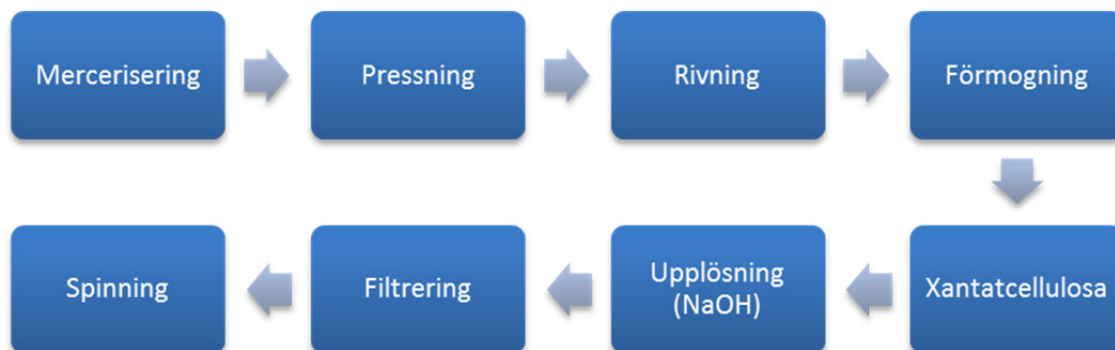 Mercerisering
Pressning
Rivning
Förmogning
Xantatcellulosa
Upplösning
(NaOH)
Filtrering
Spinning